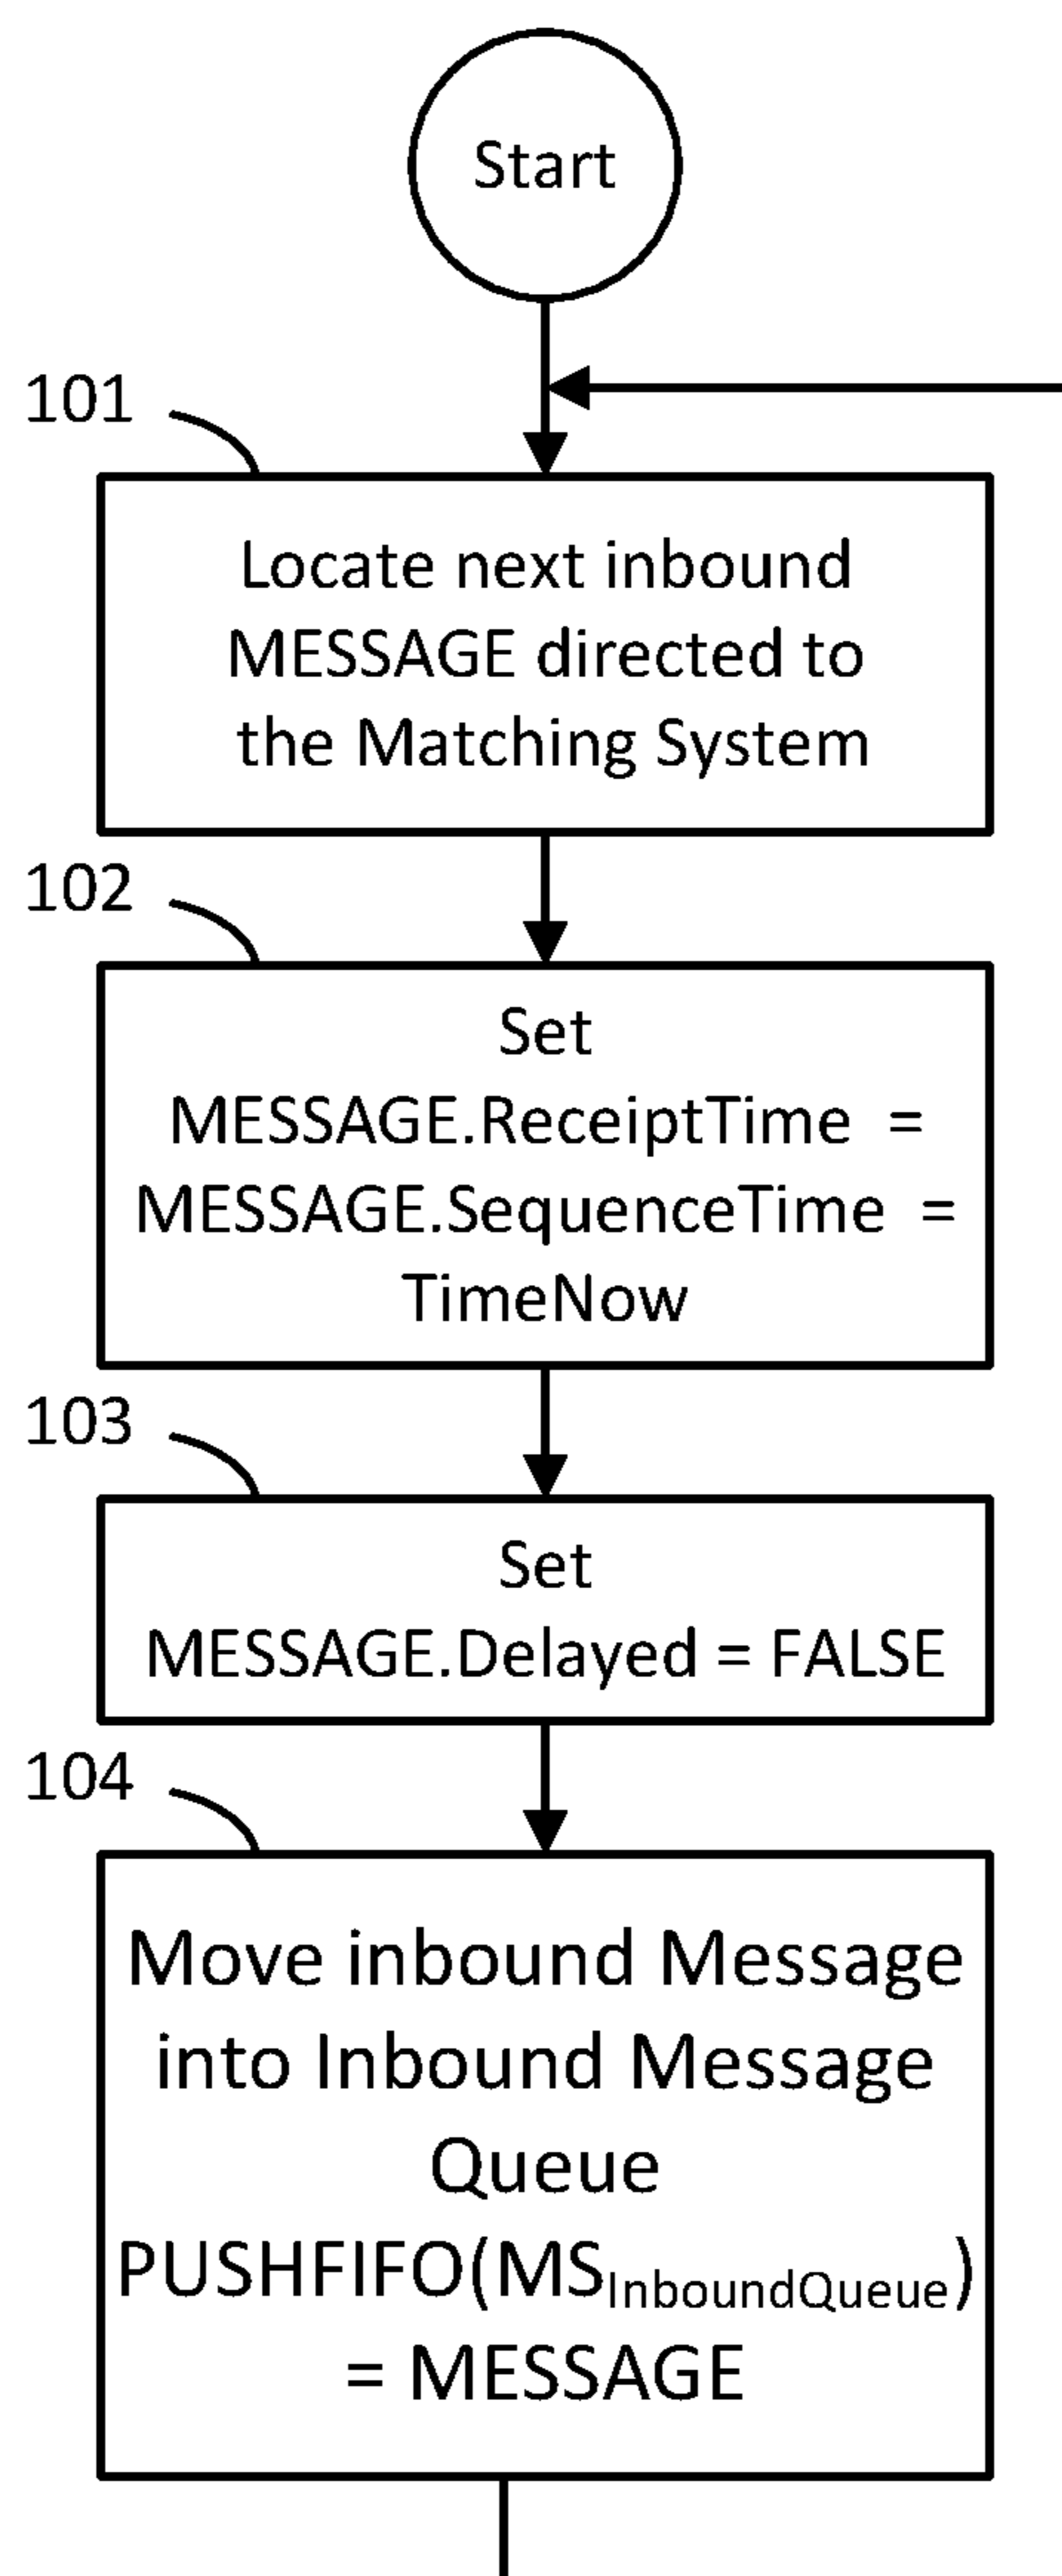 Start
101
Locate next inbound
MESSAGE directed to
the Matching System
102
Set
MESSAGE.ReceiptTime =
MESSAGE.SequenceTime =
TimeNow
103
Set
MESSAGE.Delayed = FALSE
104
Move inbound Message
into Inbound Message
Queue
PUSHFIFO(MSInboundQueue)
= MESSAGE